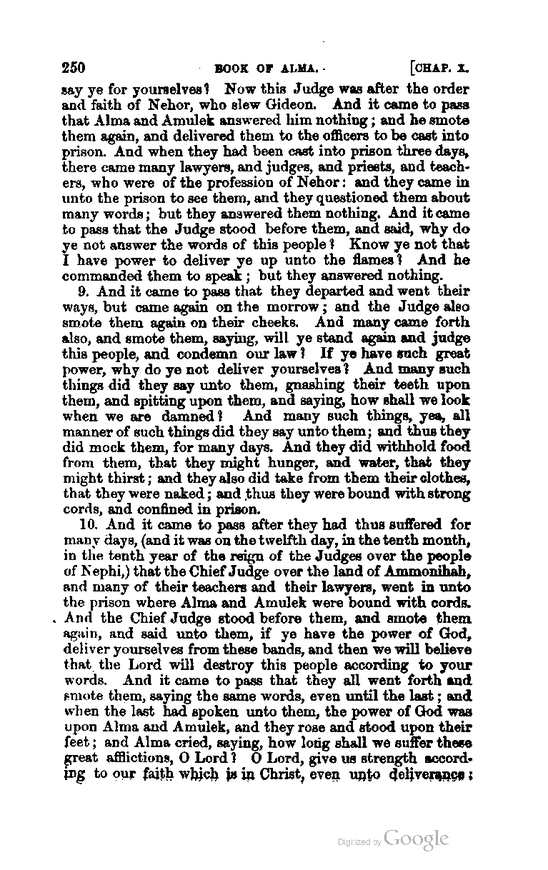 250 BOOK OF ALMA. [CHAP. X.
say ye for yourselves? Now this Judge was after the order
and faith of Nehor, who slew Gideon. And it came to pass
that Alma and Amulek answered him nothing; and he smote
them again, and delivered them to the officers to be cast into
prison. And when they had been cast into prison three days,
there came many lawyers, and judges, and priests, and teach-
ers, who were of the profession of Nehor: and they came in
unto the prison to see them, and they questioned them about
many words; but they answered them nothing. And it came
to pass that the Judge stood before them, and said, why do
ye not answer the words of this people? Know ye not that
I have power to deliver ye up unto the flames? And he
commanded them to speak; but they answered nothing.
9. And it came to pass that they departed and went their
ways, but came again on the morrow; and the Judge also
smote them again on their cheeks. And many came forth
also, and smote them, saying, will ye stand again and judge
this people, and condemn our law? If ye have such great
power, why do ye not deliver yourselves? And many such
things did they say unto them, gnashing their teeth upon
them, and spitting upon them, and saying, how shall we look
when we are damned? And many such things, yea, all
manner of such things did they say unto them; and thus they
did mock them, for many days. And they did withhold food
from them, that they might hunger, and water, that they
might thirst; and they also did take from them their clothes,
that they were naked; and thus they were bound with strong
cords, and confined in prison.
10. And it came to pass after they had thus suffered for
many days, (and it was on the twelfth day, in the tenth month,
in the tenth year of the reign of the Judges over the people
of Nephi,) that the Chief Judge over the land of Ammonihah,
and many of their teachers and their lawyers, went in unto
the prison where Alma and Amulek were bound with cords.
And the Chief Judge stood before them, and smote them
again, and said unto them, if ye have the power of God,
deliver yourselves from these bands, and then we will believe
that the Lord will destroy this people according to your
words. And it came to pass that they all went forth and
smote them, saying the same words, even until the last; and
when the last had spoken unto them, the power of God was
upon Alma and Amulek, and they rose and stood upon their
feet; and Alma cried, saying, how long shall we suffer these
great afflictions, O Lord? O Lord, give us strength accord-
ing to our faith which is in Christ, even unto deliverance;
Digitized by Google